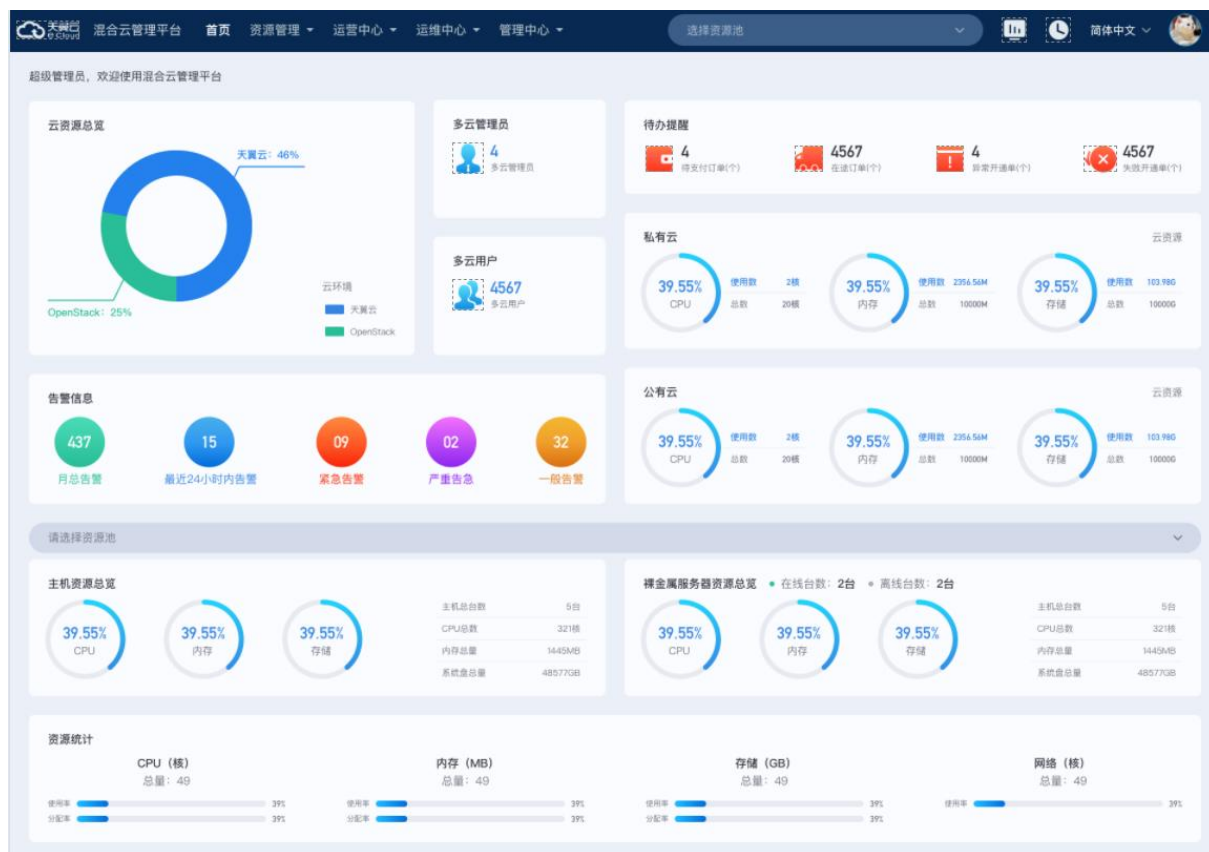 天翼云
e Cloud
混合云管理平台 首页 资源管理 运营中心 运维中心 管理中心 选择资源池 简体中文
超级管理员，欢迎使用混合云管理平台
云资源总览
天翼云：46%
OpenStack：25%
云环境
天翼云
OpenStack
多云管理员
4
多云管理员
多云用户
4567
多云用户
待办提醒
4
待支付订单(个)
4567
在途订单(个)
4
异常开通单(个)
4567
失败开通单(个)
私有云 云资源
39.55%
CPU
使用数 2核
总数 20核
39.55%
内存
使用数 2356.56M
总数 10000M
39.55%
存储
使用数 103.98G
总数 10000G
告警信息
437
月总告警
15
最近24小时内告警
09
紧急告警
02
严重告急
32
一般告警
公有云 云资源
39.55%
CPU
使用数 2核
总数 20核
39.55%
内存
使用数 2356.56M
总数 10000M
39.55%
存储
使用数 103.98G
总数 10000G
请选择资源池
主机资源总览
39.55%
CPU
39.55%
内存
39.55%
存储
主机总台数 5台
CPU总数 321核
内存总量 1445MB
系统盘总量 48577GB
裸金属服务器资源总览 在线台数：2台 离线台数：2台
39.55%
CPU
39.55%
内存
39.55%
存储
主机总台数 5台
CPU总数 321核
内存总量 1445MB
系统盘总量 48577GB
资源统计
CPU（核）
总量：49
使用率 39%
分配率 39%
内存（MB）
总量：49
使用率 39%
分配率 39%
存储（GB）
总量：49
使用率 39%
分配率 39%
网络（核）
总量：49
使用率 39%